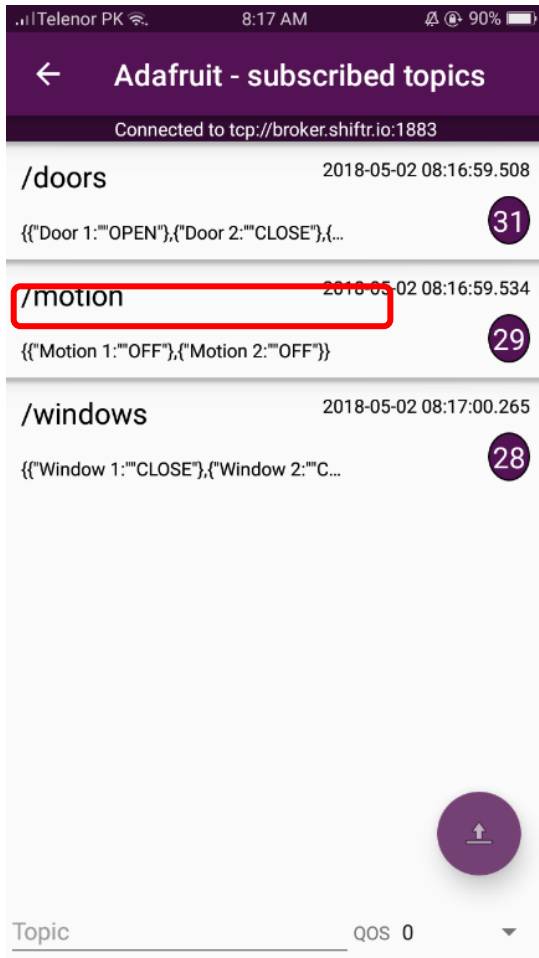 Telenor PK 8:17 AM 90%
Adafruit - subscribed topics
Connected to tcp://broker.shiftr.io:1883
/doors 2018-05-02 08:16:59.508
{{"Door 1:""OPEN"},{"Door 2:""CLOSE"},{... 31
/motion 2018-05-02 08:16:59.534
{{"Motion 1:""OFF"},{"Motion 2:""OFF"}} 29
/windows 2018-05-02 08:17:00.265
{{"Window 1:""CLOSE"},{"Window 2:""C... 28
Topic QOS 0